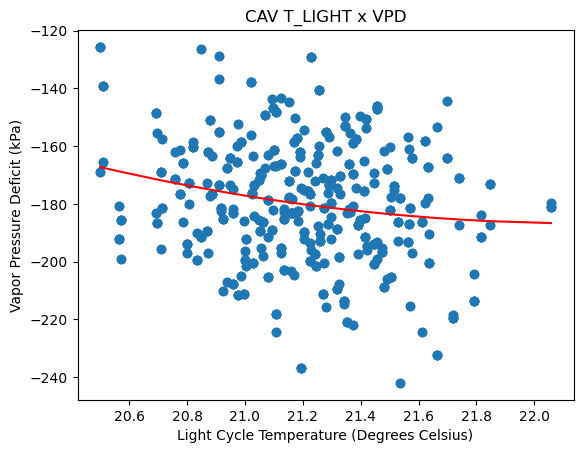 CAV T_LIGHT x VPD
Vapor Pressure Deficit (kPa)
−120
−140
−160
−180
−200
−220
−240
20.6 20.8 21.0 21.2 21.4 21.6 21.8 22.0
Light Cycle Temperature (Degrees Celsius)